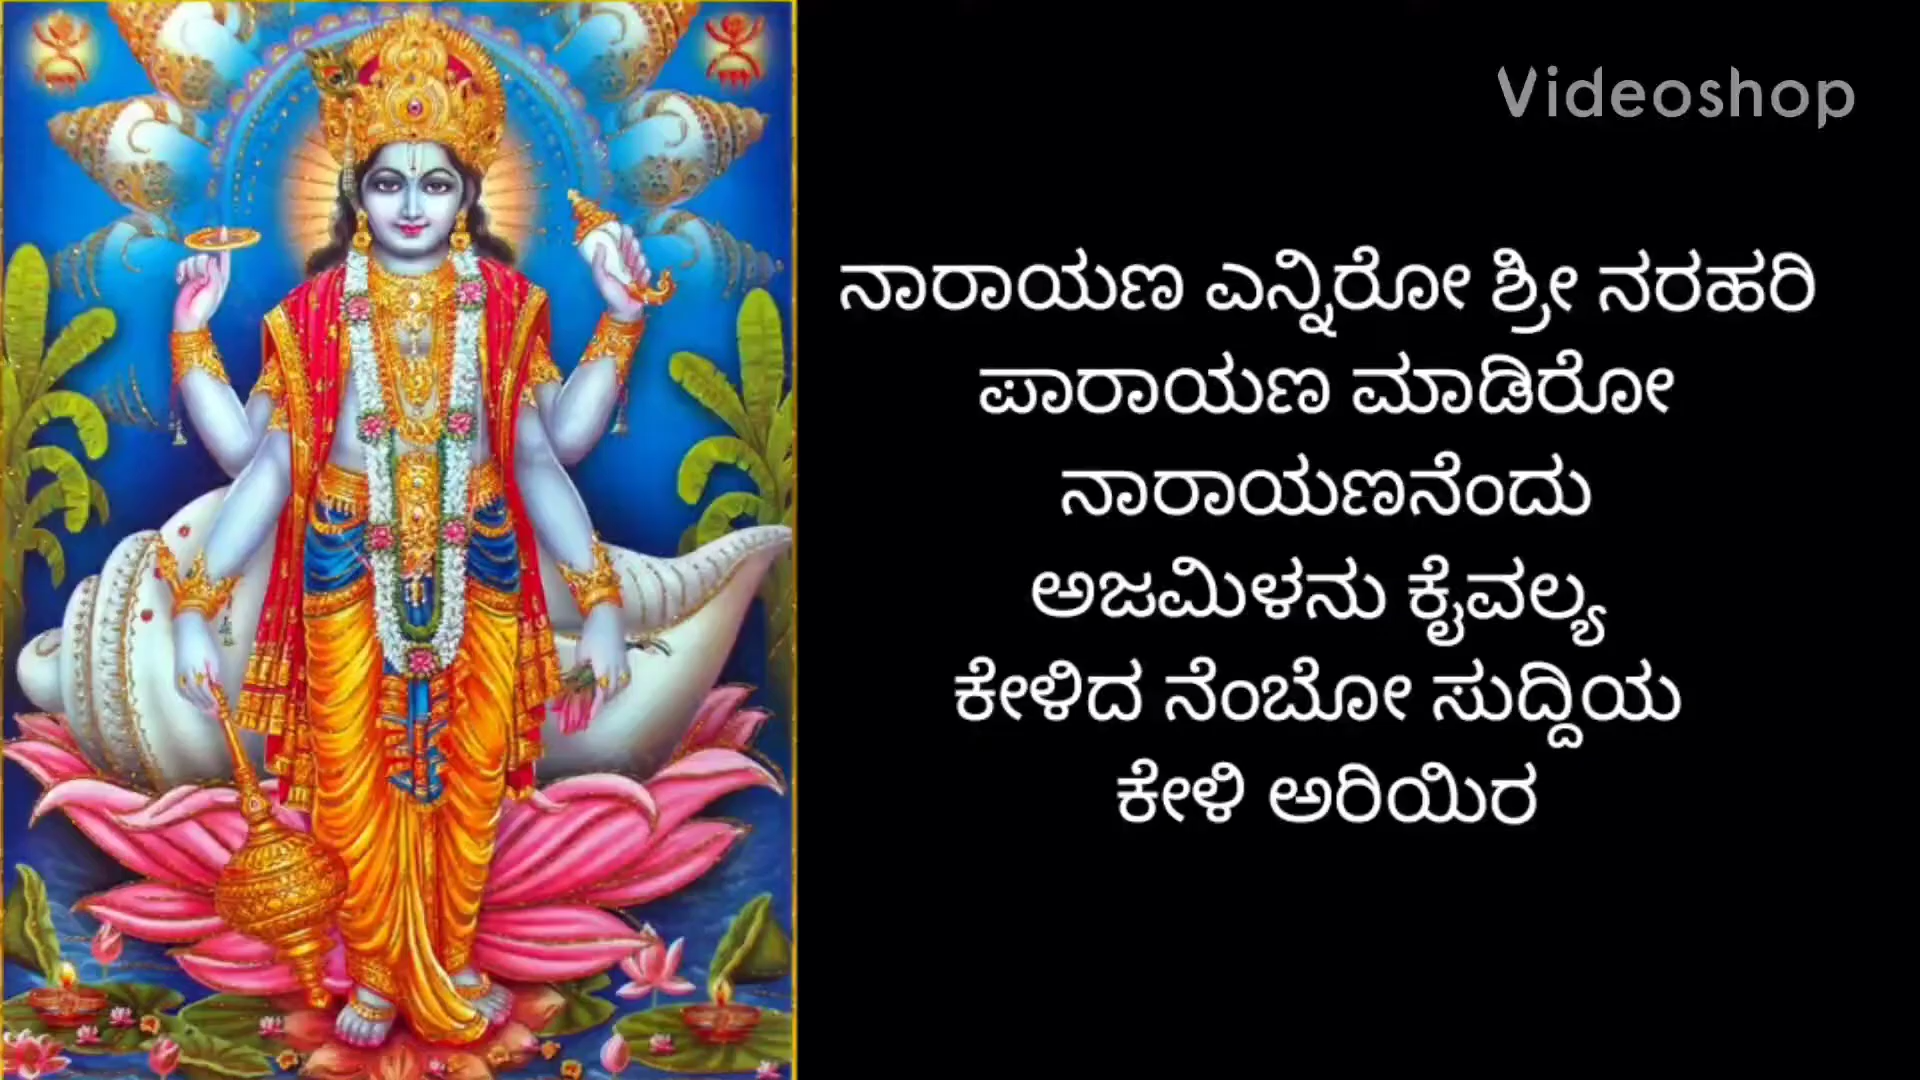 Videoshop
ನಾರಾಯಣ ಎನ್ನಿರೋ ಶ್ರೀ ನರಹರಿ
ಪಾರಾಯಣ ಮಾಡಿರೋ
ನಾರಾಯಣನೆಂದು
ಅಜಮಿಳನು ಕೈವಲ್ಯ
ಕೇಳಿದ ನೆಂಬೋ ಸುದ್ದಿಯ
ಕೇಳಿ ಅರಿಯಿರ